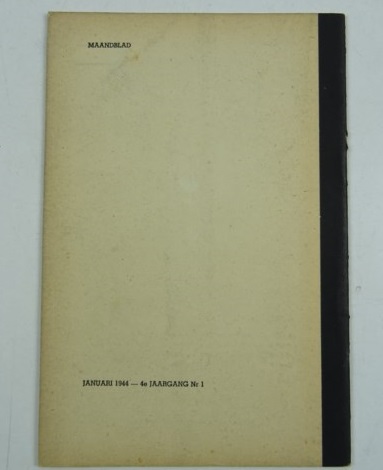 MAANDBLAD
JANUARI 1944 — 4e JAARGANG Nr 1